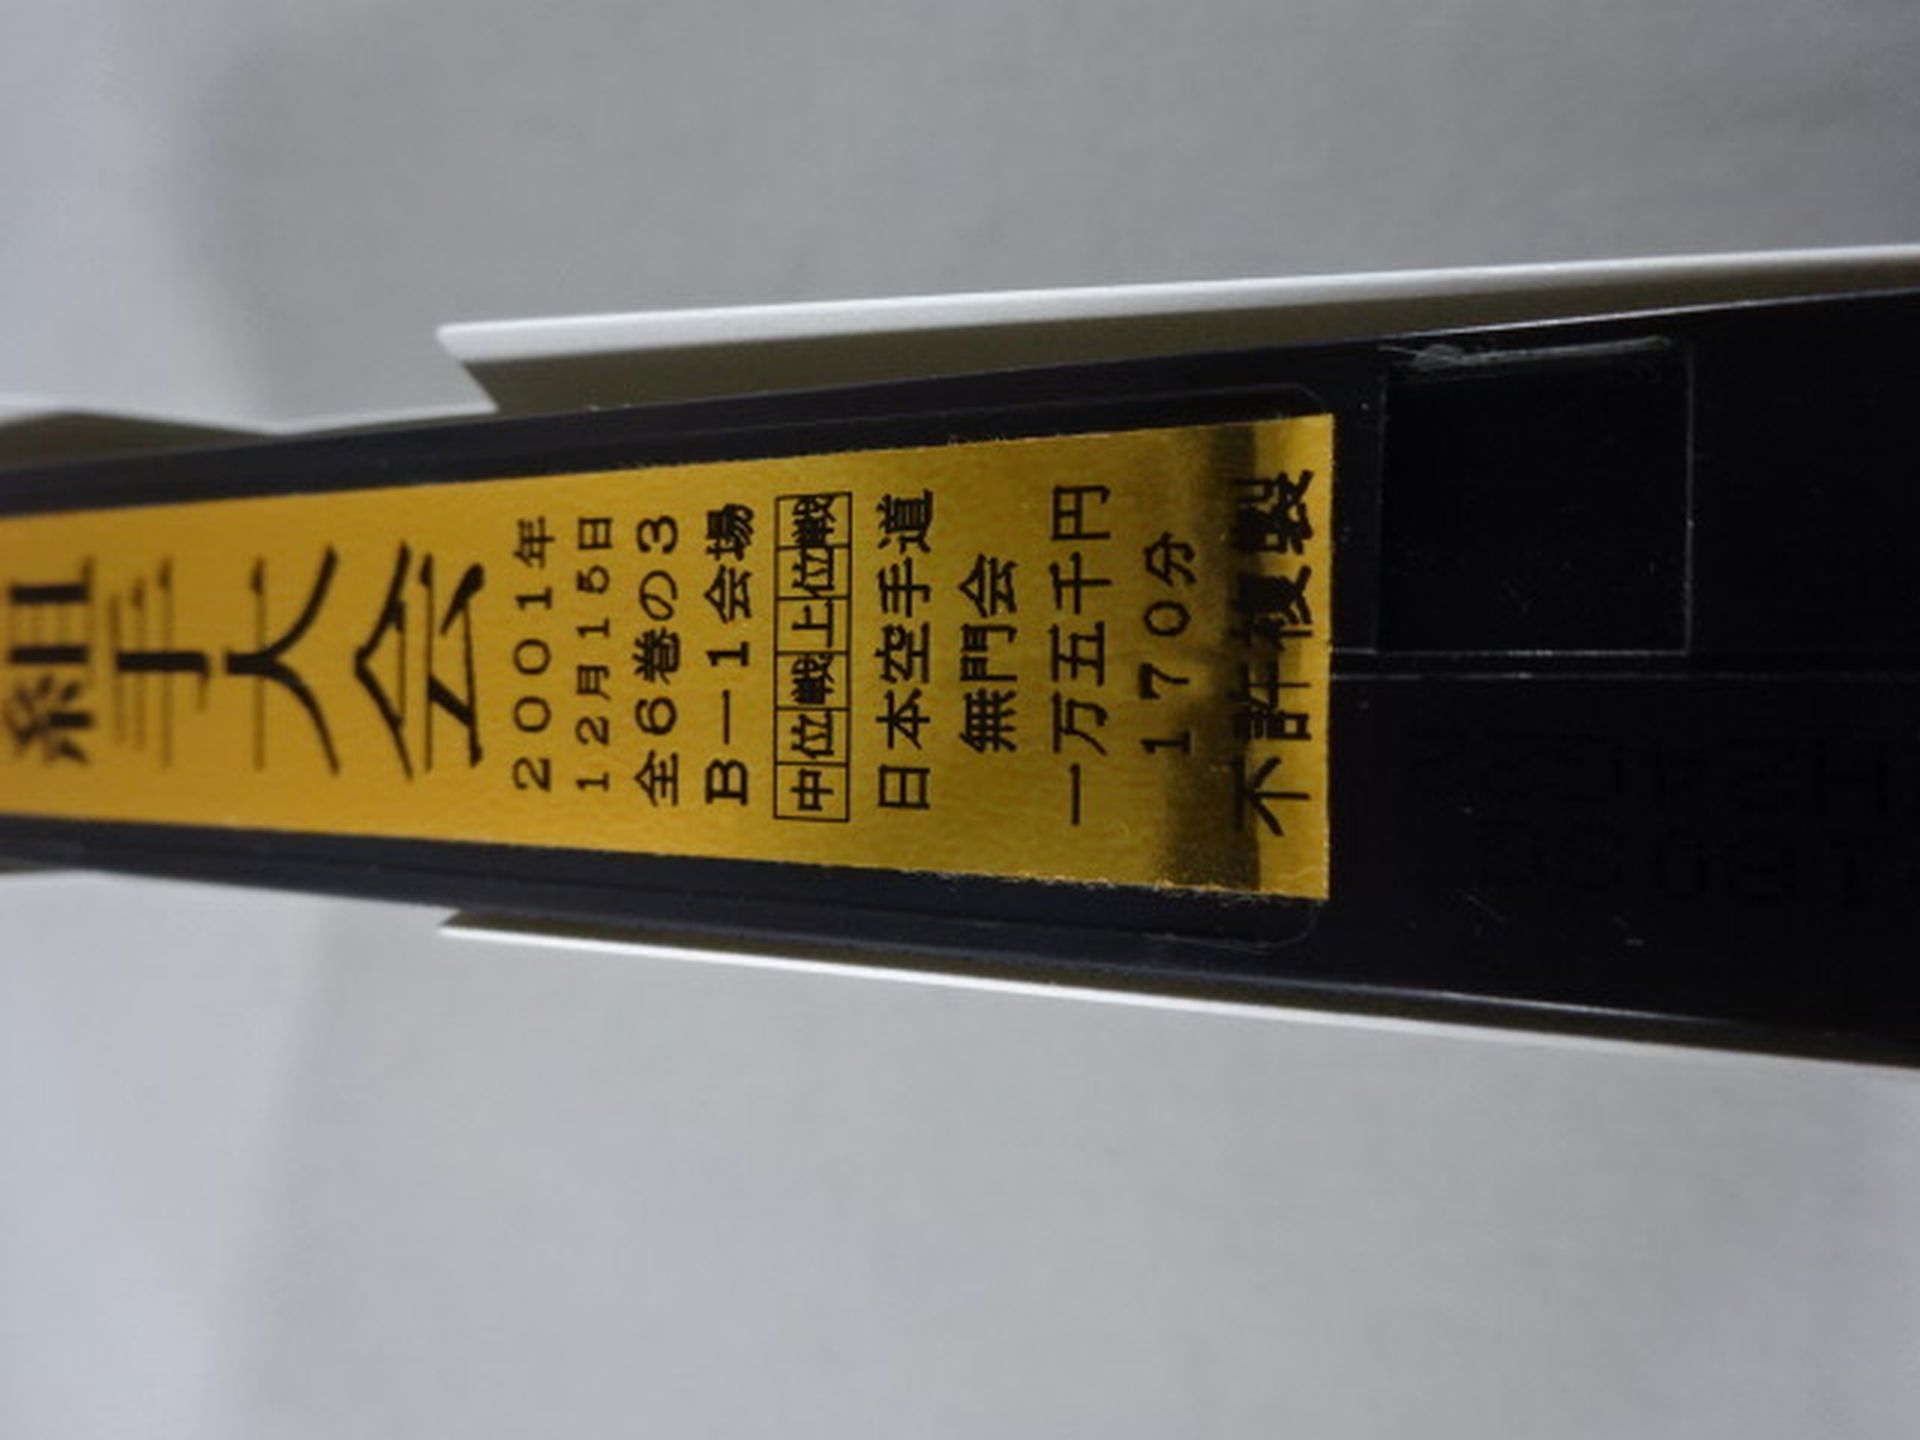 組手大会
2001年
12月15日
全6巻の3
B－1会場
中位戦上位戦
日本空手道
無門会
一万五千円
170分
不許複製